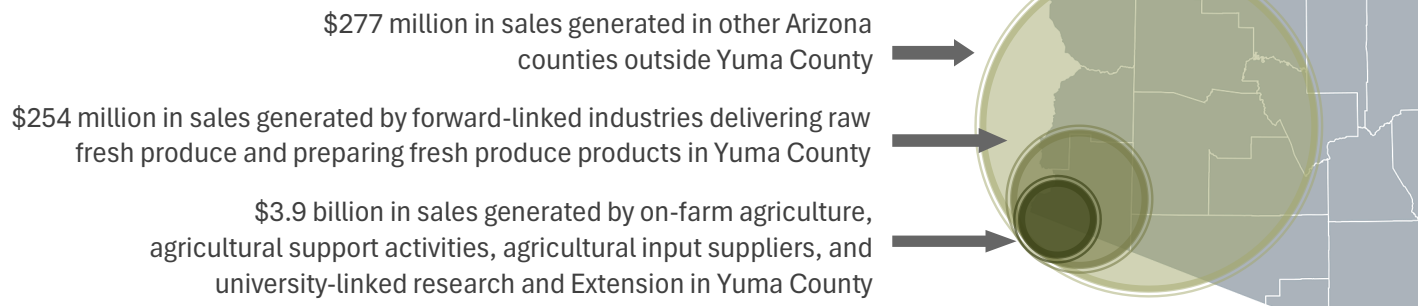 $277 million in sales generated in other Arizona
counties outside Yuma County
$254 million in sales generated by forward-linked industries delivering raw
fresh produce and preparing fresh produce products in Yuma County
$3.9 billion in sales generated by on-farm agriculture,
agricultural support activities, agricultural input suppliers, and
university-linked research and Extension in Yuma County